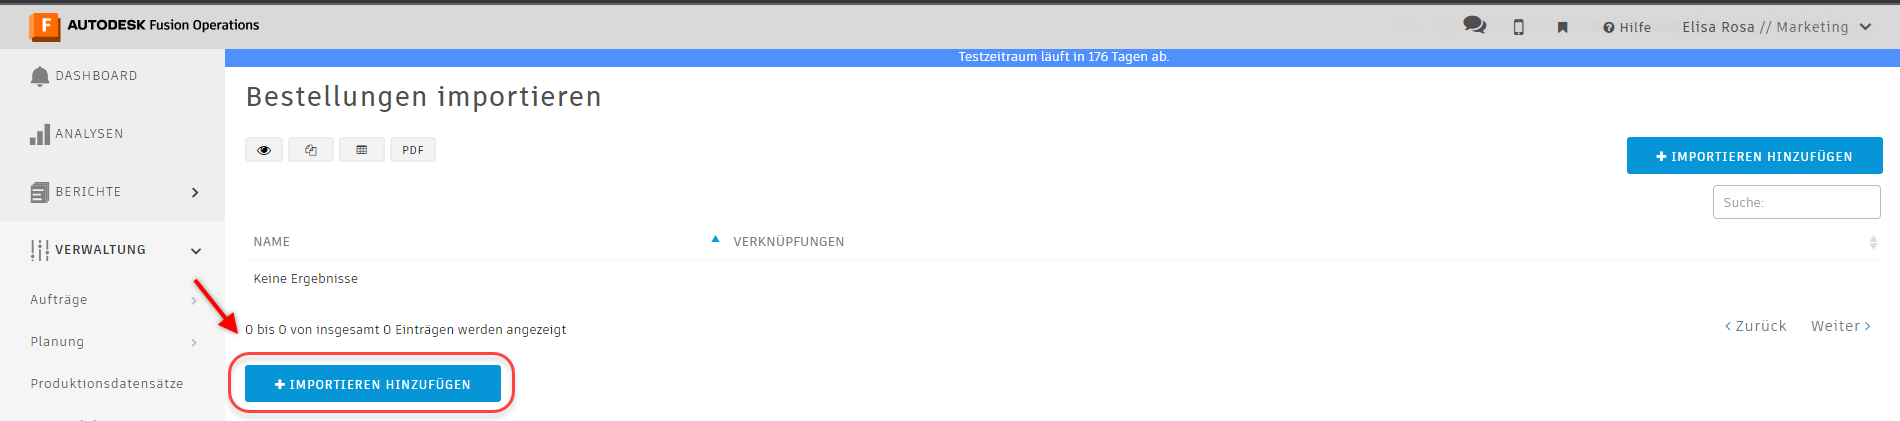 F AUTODESK Fusion Operations
Hilfe
Elisa Rosa // Marketing
DASHBOARD
ANALYSEN
BERICHTE
VERWALTUNG
Aufträge
Planung
Produktionsdatensätze
Testzeitraum läuft in 176 Tagen ab.
Bestellungen importieren
PDF
+ IMPORTIEREN HINZUFÜGEN
Suche:
NAME VERKNÜPFUNGEN
Keine Ergebnisse
0 bis 0 von insgesamt 0 Einträgen werden angezeigt
< Zurück Weiter >
+ IMPORTIEREN HINZUFÜGEN